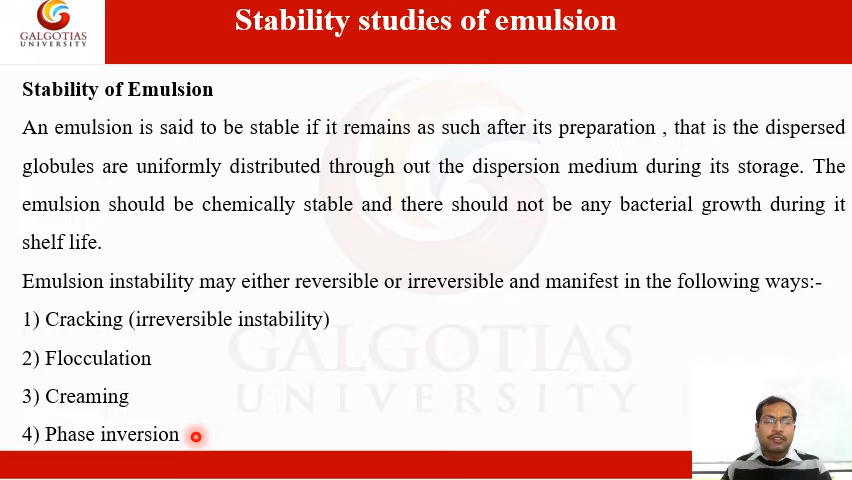 GALGOTIAS
UNIVERSITY
Stability studies of emulsion
Stability of Emulsion
An emulsion is said to be stable if it remains as such after its preparation , that is the dispersed
globules are uniformly distributed through out the dispersion medium during its storage. The
emulsion should be chemically stable and there should not be any bacterial growth during it
shelf life.
Emulsion instability may either reversible or irreversible and manifest in the following ways:-
1) Cracking (irreversible instability)
2) Flocculation
3) Creaming
4) Phase inversion
GALGOTIAS
UNIVERSITY